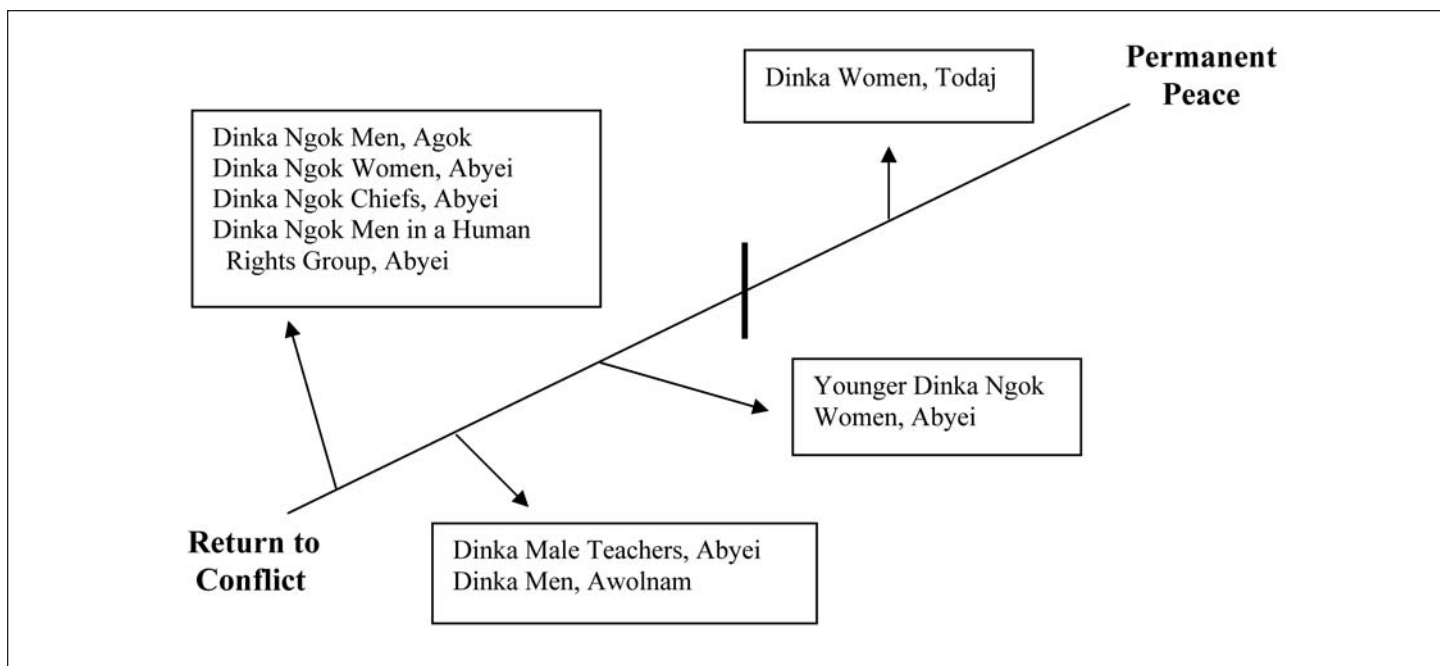 Dinka Women, Todaj
Permanent
Peace
Dinka Ngok Men, Agok
Dinka Ngok Women, Abyei
Dinka Ngok Chiefs, Abyei
Dinka Ngok Men in a Human
Rights Group, Abyei
Younger Dinka Ngok
Women, Abyei
Return to
Conflict
Dinka Male Teachers, Abyei
Dinka Men, Awolnam